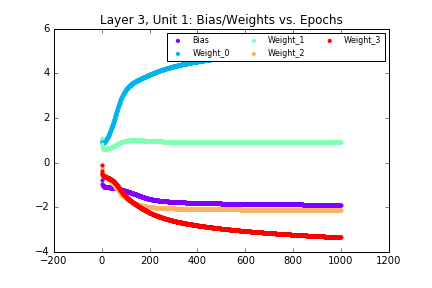 Layer 3, Unit 1: Bias/Weights vs. Epochs
6
Bias Weight_1 Weight_3
Weight_0 Weight_2
4
2
0
−2
−4
−200 0 200 400 600 800 1000 1200